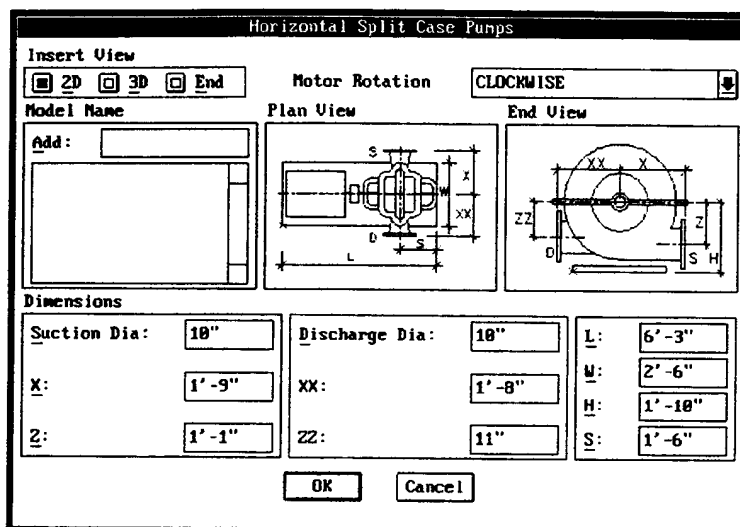 Horizontal Split Case Pumps
Insert View
2D 3D End
Motor Rotation
CLOCKWISE
Model Name
Plan View
End View
Add:
S
X
W
XX
D
S
L
XX X
ZZ
Z
D
S
H
Dimensions
Suction Dia: 10"
Discharge Dia: 10"
L: 6'-3"
W: 2'-6"
X: 1'-9"
XX: 1'-8"
H: 1'-10"
Z: 1'-1"
ZZ: 11"
S: 1'-6"
OK
Cancel